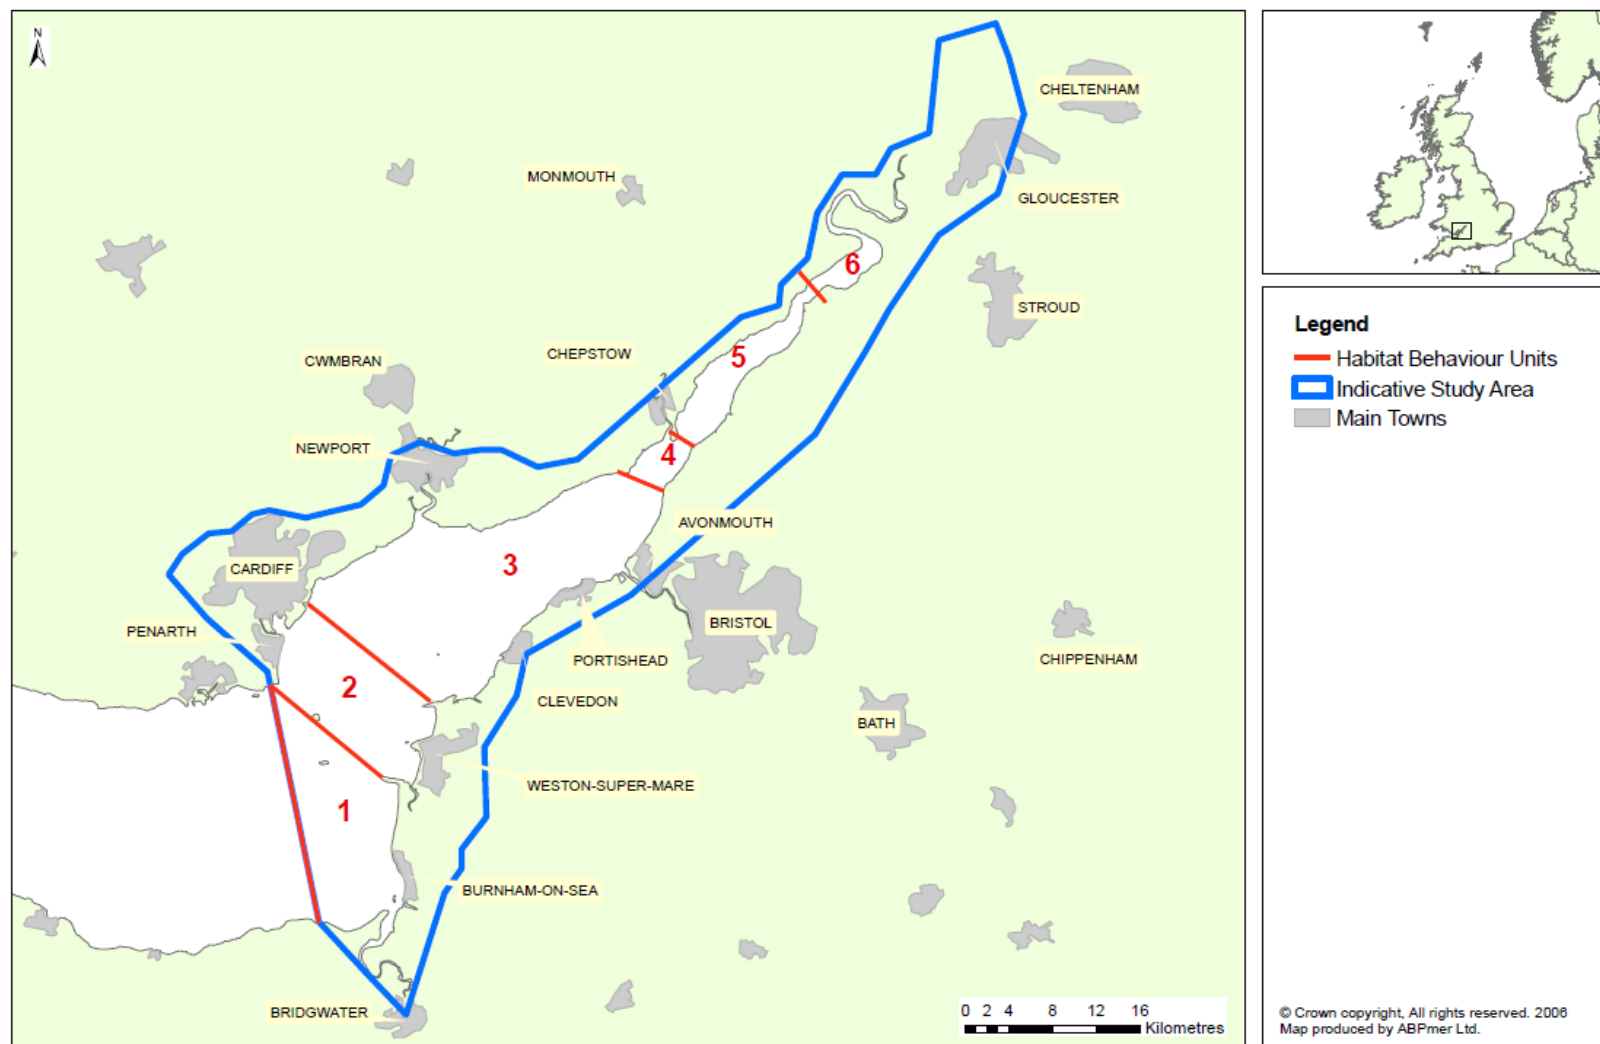 N
CHELTENHAM
MONMOUTH
GLOUCESTER
6
STROUD
5
CHEPSTOW
CWMBRAN
NEWPORT
4
AVONMOUTH
3
CARDIFF
BRISTOL
PENARTH
PORTISHEAD
CHIPPENHAM
2
CLEVEDON
BATH
WESTON-SUPER-MARE
1
BURNHAM-ON-SEA
BRIDGWATER
0 2 4 8 12 16
Kilometres
Legend
Habitat Behaviour Units
Indicative Study Area
Main Towns
© Crown copyright, All rights reserved. 2006
Map produced by ABPmer Ltd.